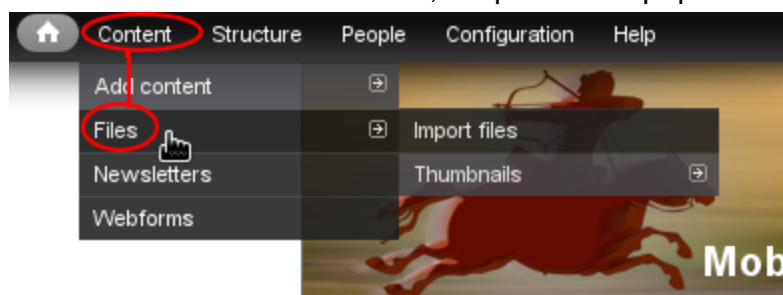 Content Structure People Configuration Help
Add content
Files Import files
Newsletters Thumbnails
Webforms
Mob